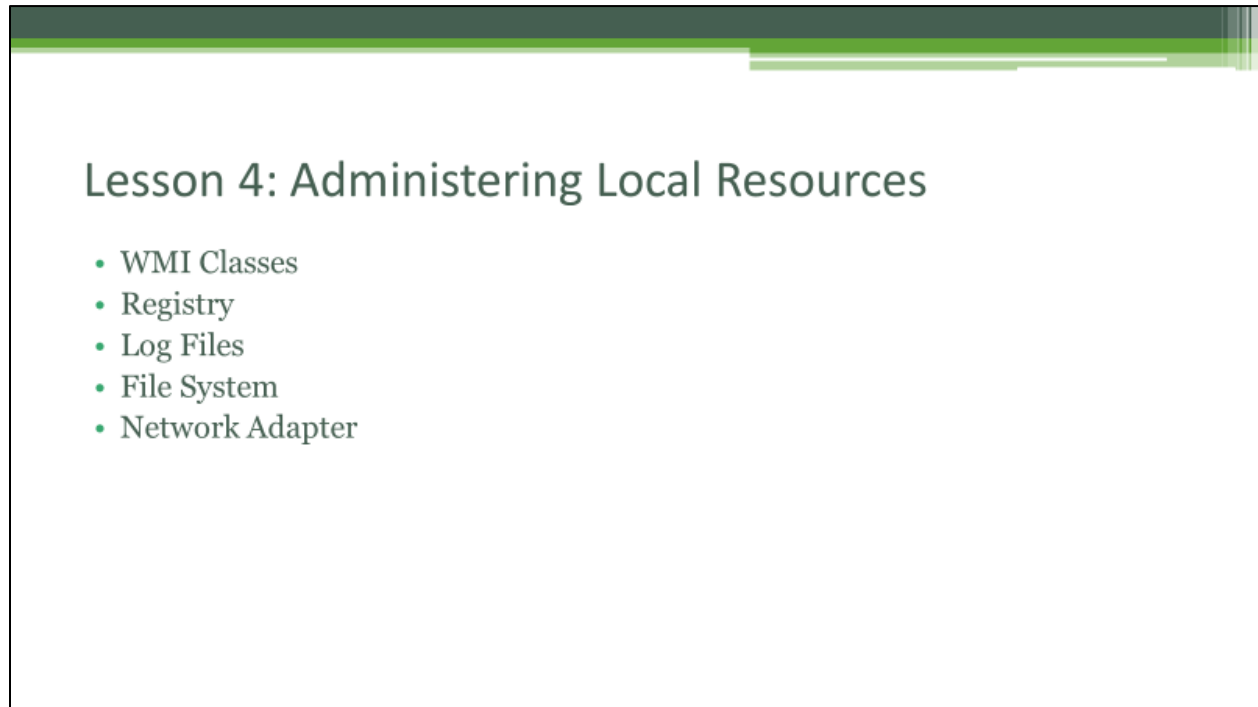 Lesson 4: Administering Local Resources
• WMI Classes
• Registry
• Log Files
• File System
• Network Adapter